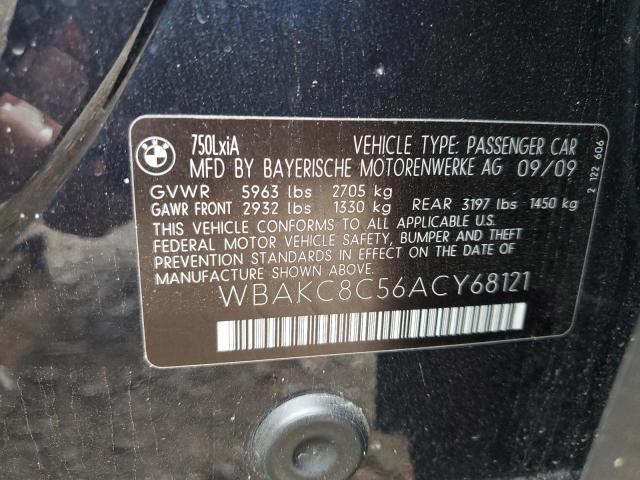 BMW
750LxiA VEHICLE TYPE: PASSENGER CAR
MFD BY BAYERISCHE MOTORENWERKE AG 09/09
GVWR 5963 lbs 2705 kg
GAWR FRONT 2932 lbs 1330 kg REAR 3197 lbs 1450 kg
THIS VEHICLE CONFORMS TO ALL APPLICABLE U.S.
FEDERAL MOTOR VEHICLE SAFETY, BUMPER AND THEFT
PREVENTION STANDARDS IN EFFECT ON THE DATE OF
MANUFACTURE SHOWN ABOVE.
WBAKC8C56ACY68121
2 122 606